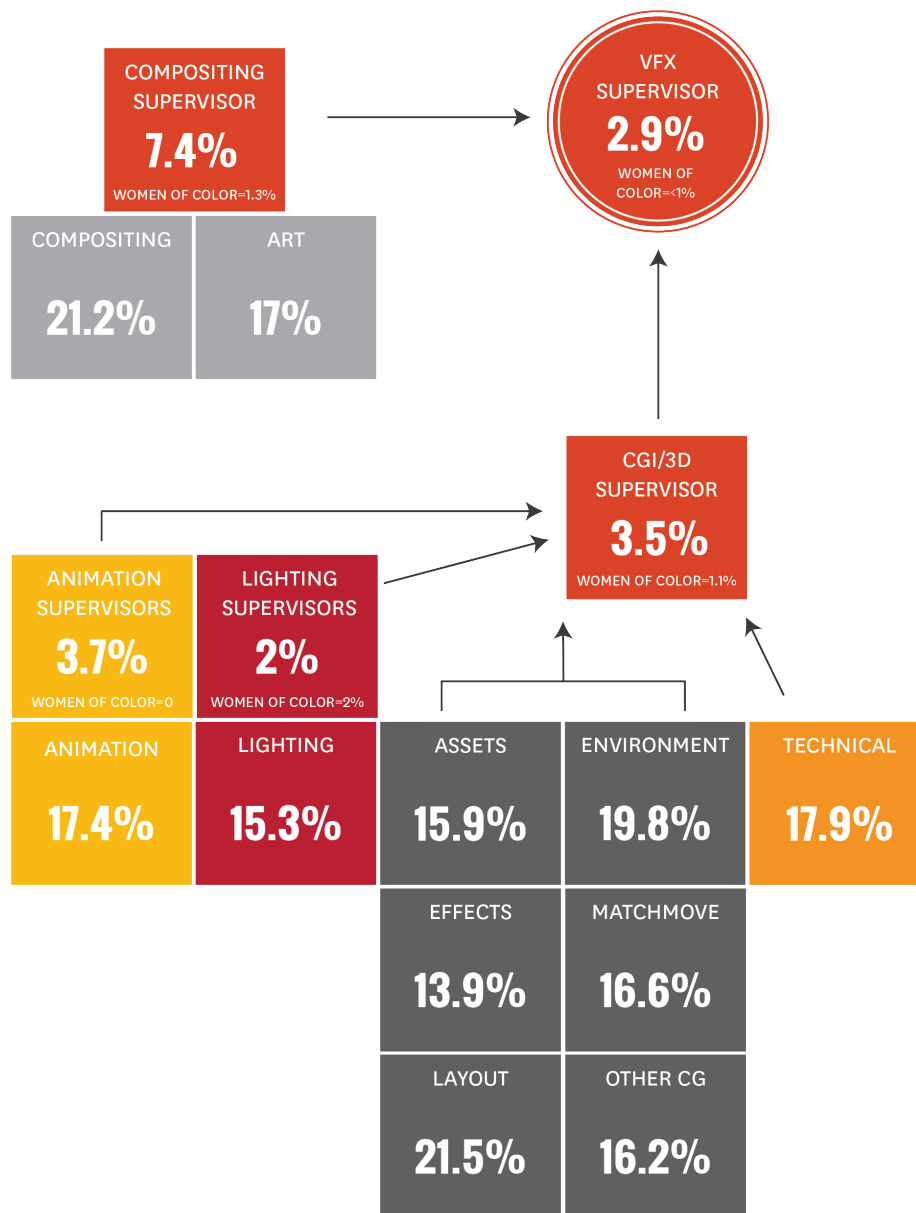 COMPOSITING
SUPERVISOR
7.4%
WOMEN OF COLOR=1.3%
VFX
SUPERVISOR
2.9%
WOMEN OF
COLOR=<1%
COMPOSITING
21.2%
ART
17%
CGI/3D
SUPERVISOR
3.5%
WOMEN OF COLOR=1.1%
ANIMATION
SUPERVISORS
3.7%
WOMEN OF COLOR=0
LIGHTING
SUPERVISORS
2%
WOMEN OF COLOR=2%
ANIMATION
17.4%
LIGHTING
15.3%
ASSETS
15.9%
ENVIRONMENT
19.8%
TECHNICAL
17.9%
EFFECTS
13.9%
MATCHMOVE
16.6%
LAYOUT
21.5%
OTHER CG
16.2%